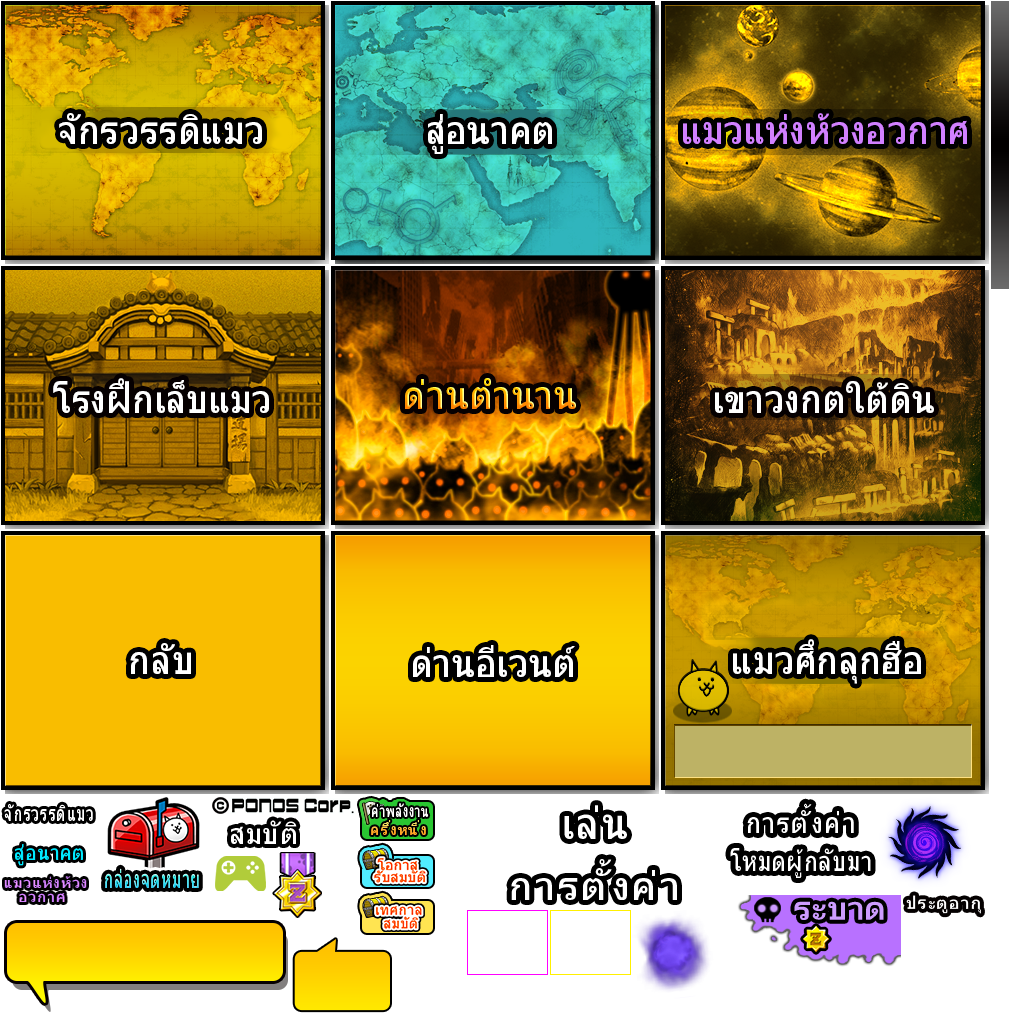 จักรวรรดิแมว
สู่อนาคต
แมวแห่งห้วงอวกาศ
โรงฝึกเล็บแมว
ด่านตำนาน
เขาวงกตใต้ดิน
กลับ
ด่านอีเวนต์
แมวศึกลุกฮือ
จักรวรรดิแมว
สู่อนาคต
แมวแห่งห้วง
อวกาศ
กล่องจดหมาย
© PONOS Corp.
สมบัติ
Z
ค่าพลังงาน
ครึ่งหนึ่ง
โอกาส
รับสมบัติ
เทศกาล
สมบัติ
เล่น
การตั้งค่า
การตั้งค่า
โหมดผู้กลับมา
ประตูอากุ
ระบาด
Z